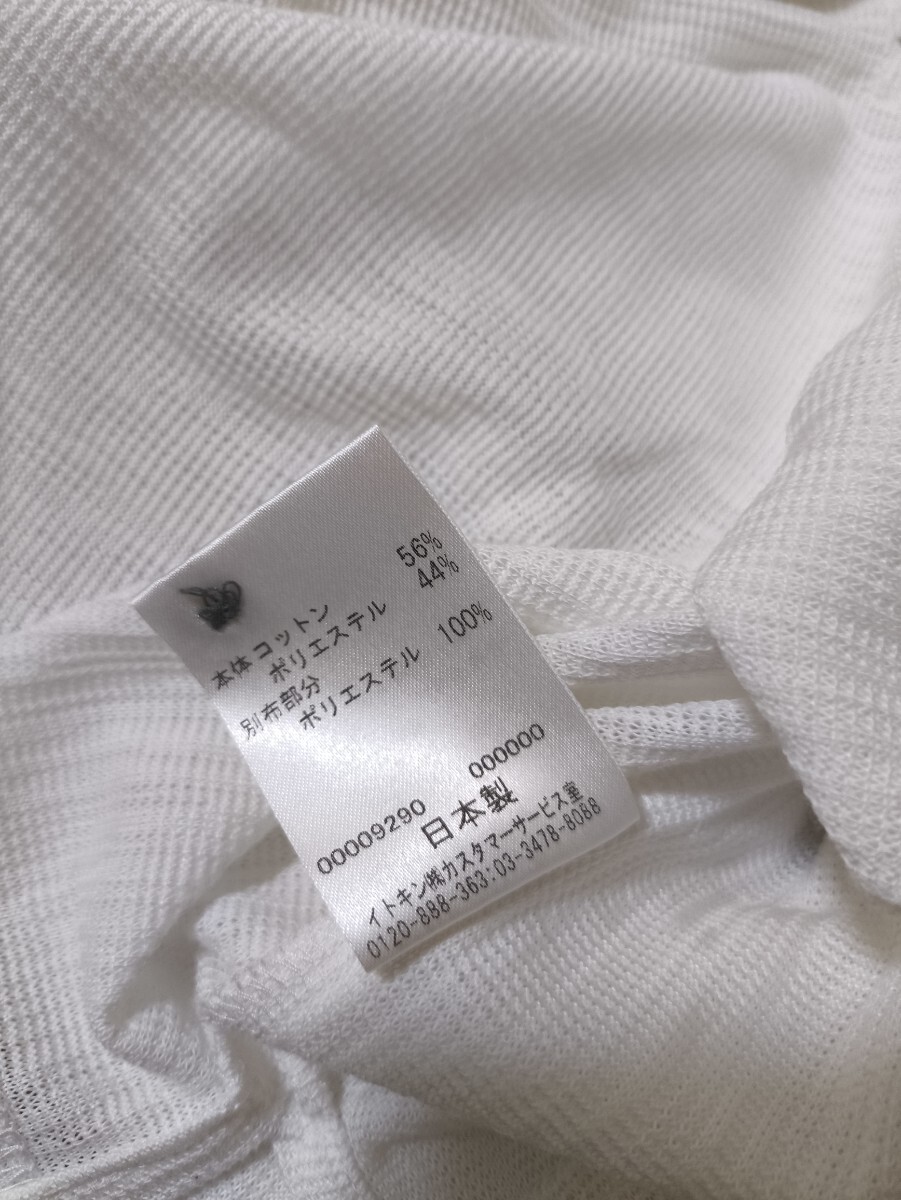 本体コットン 56%
ポリエステル 44%
別布部分
ポリエステル 100%
00009290 000000
日本製
イトキン㈱カスタマーサービス室
0120-888-363:03-3478-8088